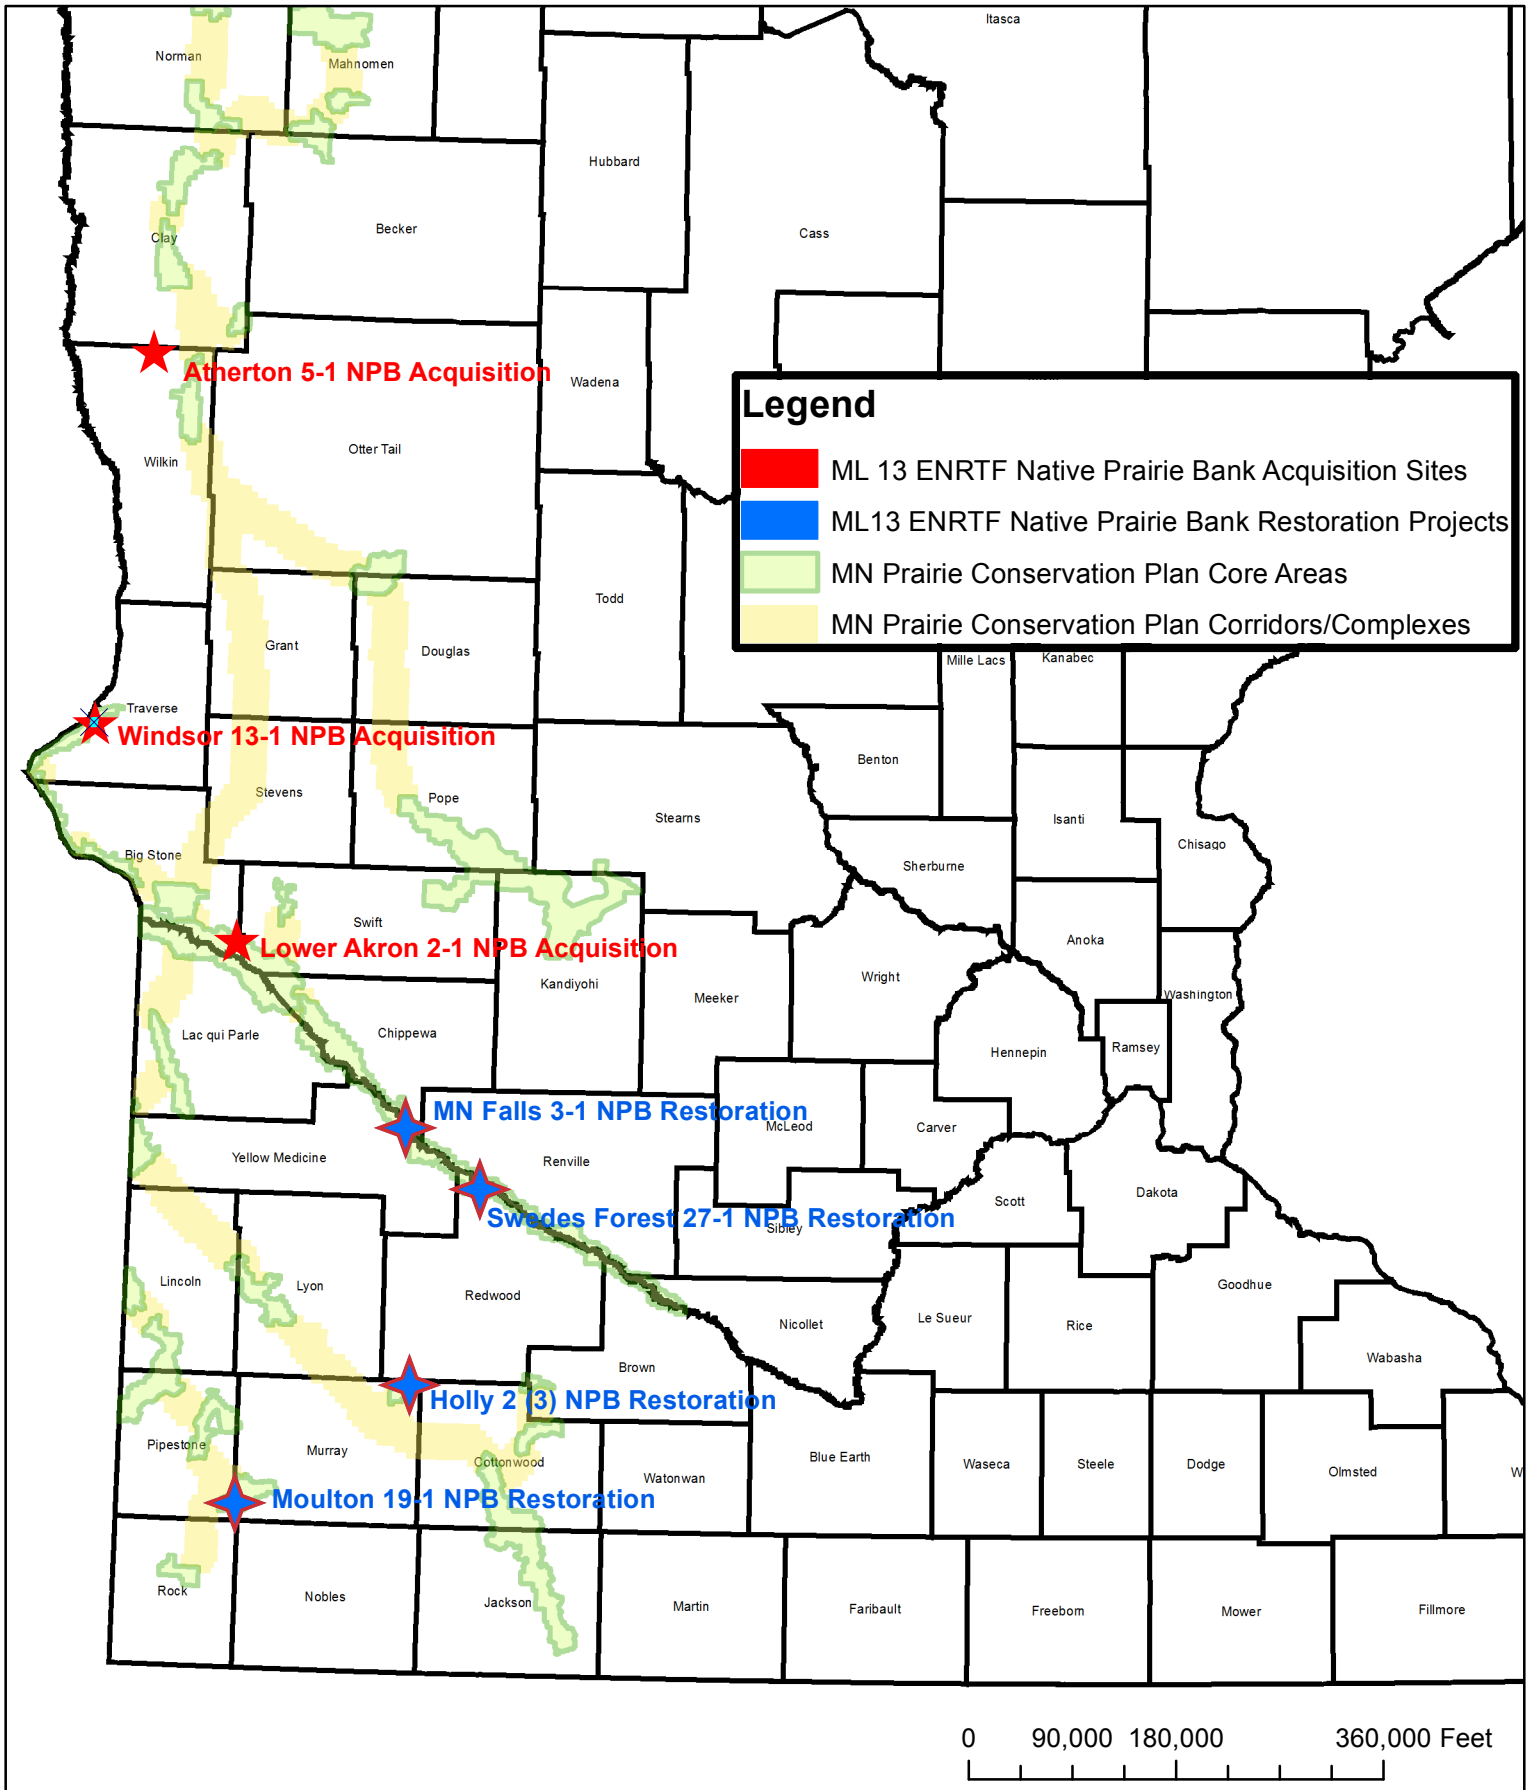 Itasca
Norman
Mahnomen
Hubbard
Becker
Cass
Clay
Atherton 5-1 NPB Acquisition
Wadena
Legend
ML 13 ENRTF Native Prairie Bank Acquisition Sites
ML13 ENRTF Native Prairie Bank Restoration Projects
MN Prairie Conservation Plan Core Areas
MN Prairie Conservation Plan Corridors/Complexes
Otter Tail
Wilkin
Todd
Grant
Douglas
Mille Lacs
Kanabec
Traverse
Windsor 13-1 NPB Acquisition
Benton
Stevens
Pope
Stearns
Isanti
Chisago
Big Stone
Sherburne
Swift
Lower Akron 2-1 NPB Acquisition
Anoka
Kandiyohi
Wright
Meeker
Washington
Lac qui Parle
Chippewa
Hennepin
Ramsey
MN Falls 3-1 NPB Restoration
McLeod
Carver
Yellow Medicine
Renville
Scott
Dakota
Swedes Forest 27-1 NPB Restoration
Sibley
Lincoln
Lyon
Redwood
Goodhue
Nicollet
Le Sueur
Rice
Wabasha
Brown
Holly 2 (3) NPB Restoration
Pipestone
Murray
Cottonwood
Watonwan
Blue Earth
Waseca
Steele
Dodge
Olmsted
W
Moulton 19-1 NPB Restoration
Rock
Nobles
Jackson
Martin
Faribault
Freeborn
Mower
Fillmore
0 90,000 180,000 360,000 Feet